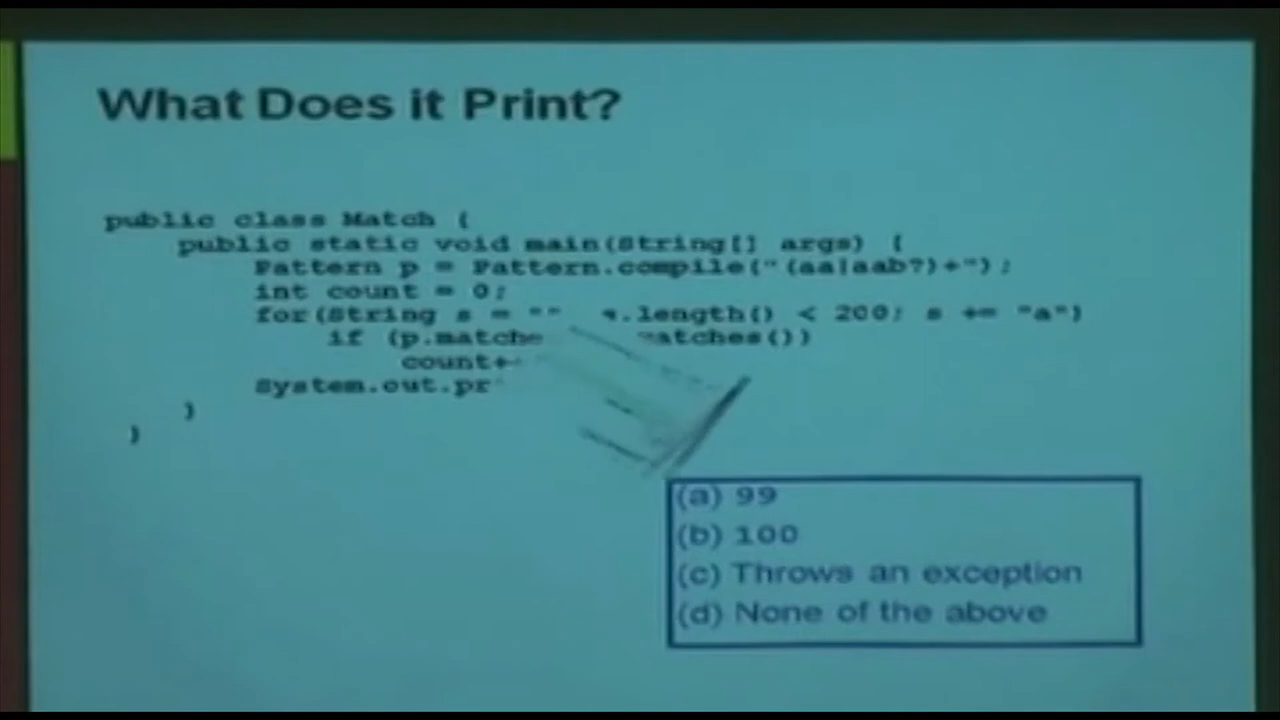 What Does it Print?
public class Match {
public static void main(String[] args) {
Pattern p = Pattern.compile("(aa|aab?)+");
int count = 0;
for(String s = "" s.length() < 200; s += "a")
if (p.matche atches())
count+
System.out.pr
}
}
(a) 99
(b) 100
(c) Throws an exception
(d) None of the above